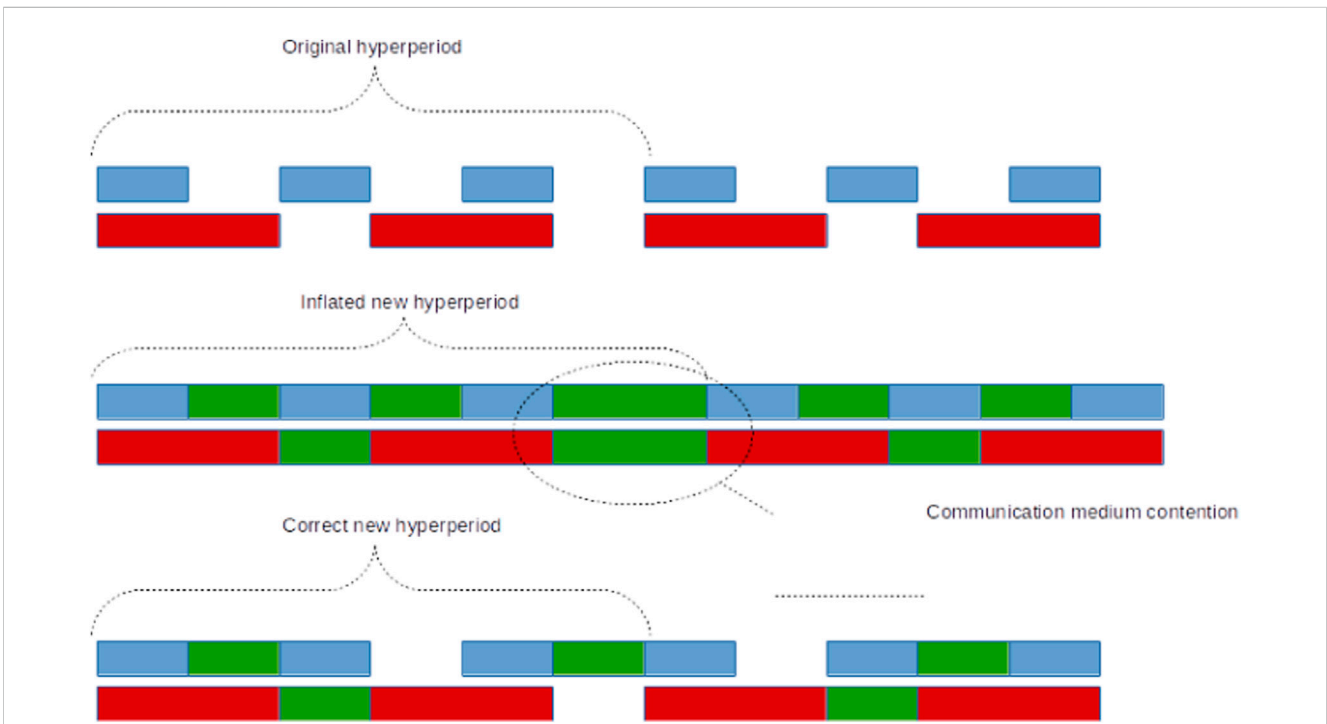 Original hyperperiod
Inflated new hyperperiod
Communication medium contention
Correct new hyperperiod